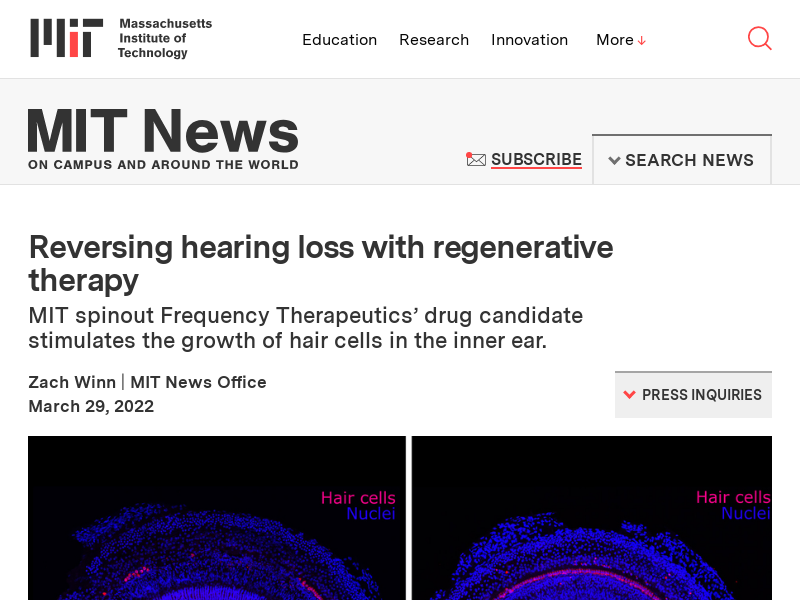 Massachusetts
Institute of
Technology
Education Research Innovation More
MIT News
ON CAMPUS AND AROUND THE WORLD
SUBSCRIBE
SEARCH NEWS
Reversing hearing loss with regenerative
therapy
MIT spinout Frequency Therapeutics’ drug candidate
stimulates the growth of hair cells in the inner ear.
Zach Winn | MIT News Office
March 29, 2022
PRESS INQUIRIES
Hair cells
Nuclei
Hair cells
Nuclei